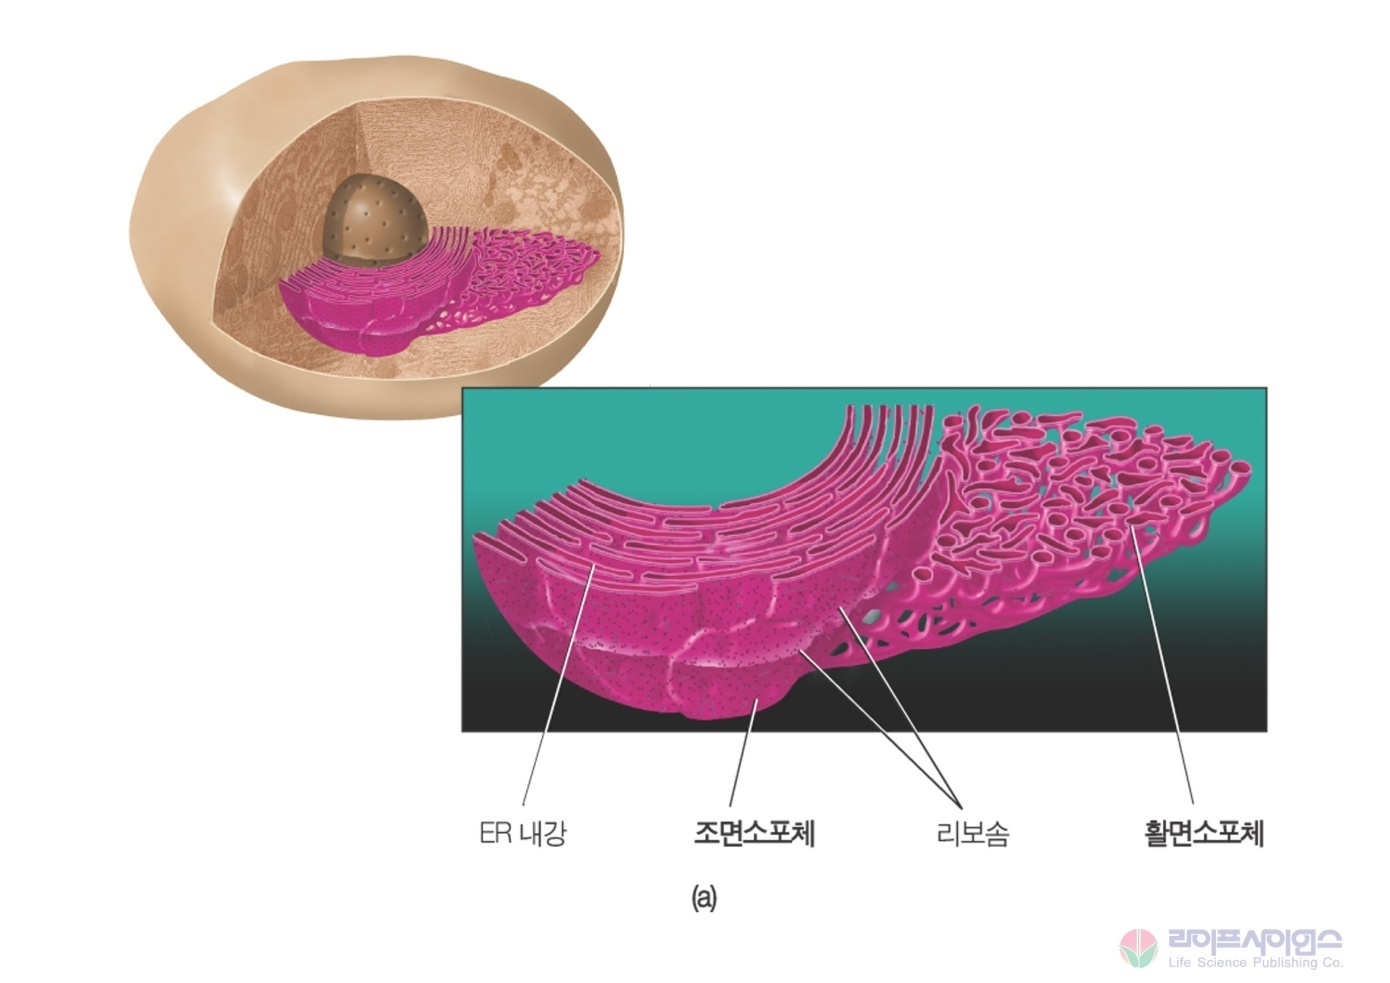 ER 내강
조면소포체
리보솜
활면소포체
(a)
라이프사이언스
Life Science Publishing Co.